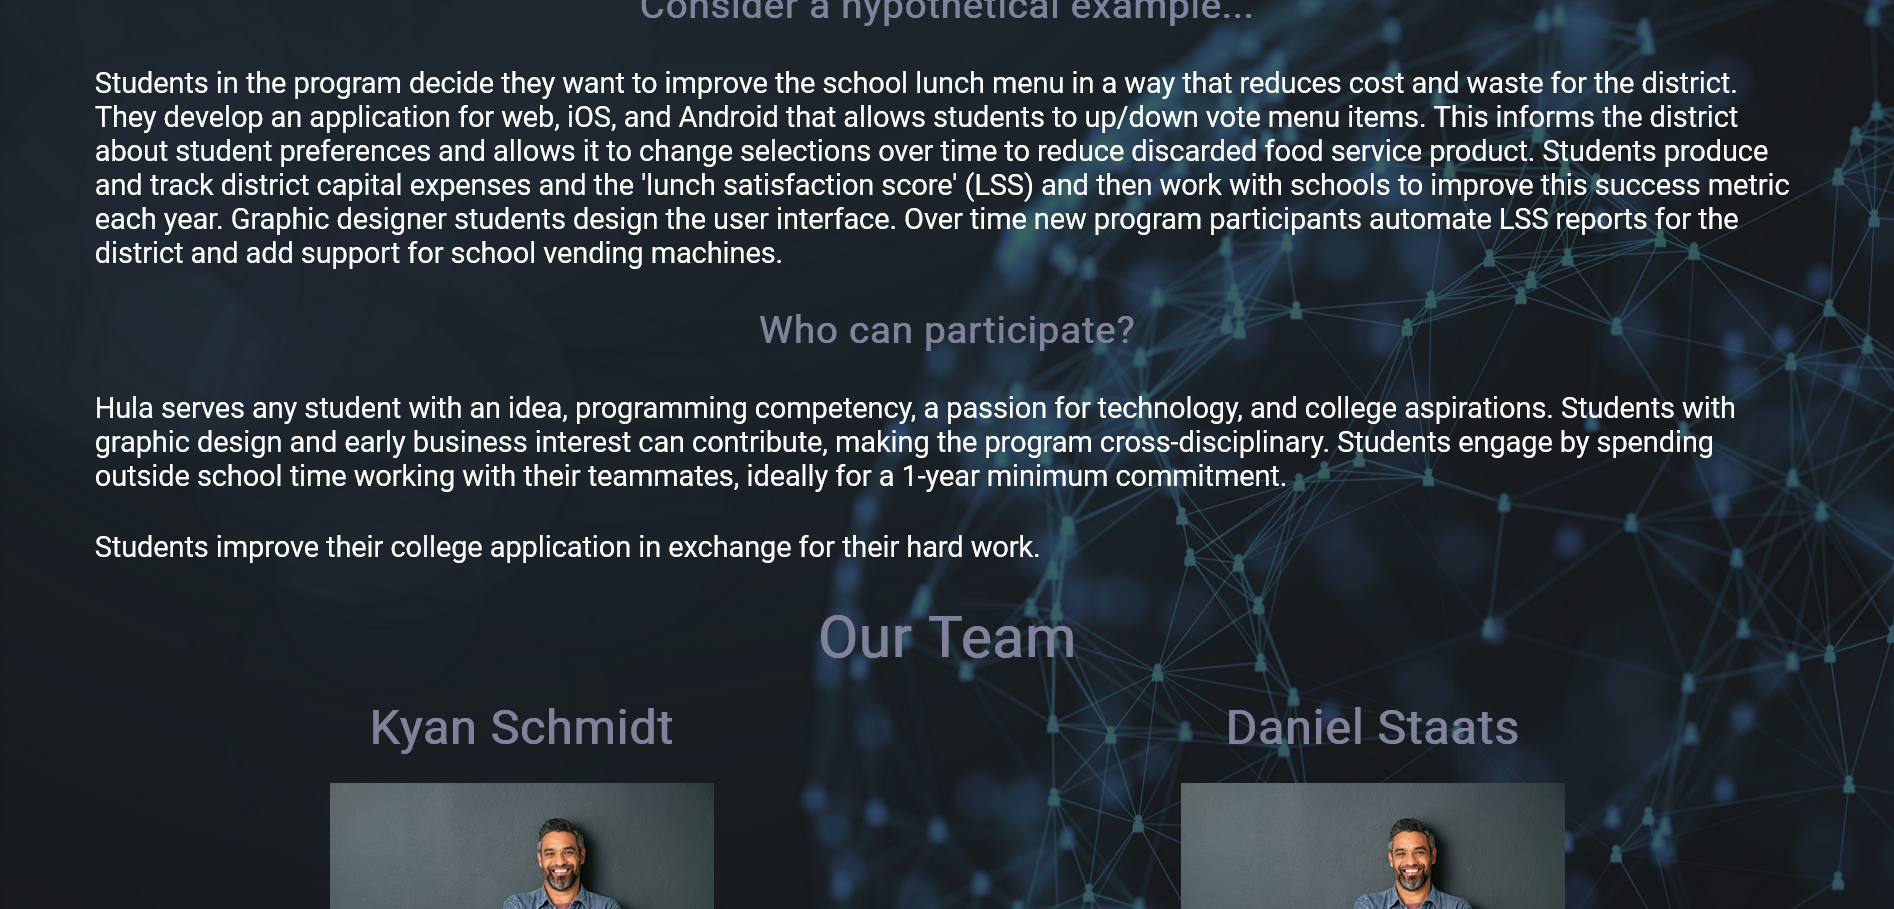 Consider a hypothetical example...
Students in the program decide they want to improve the school lunch menu in a way that reduces cost and waste for the district.
They develop an application for web, iOS, and Android that allows students to up/down vote menu items. This informs the district
about student preferences and allows it to change selections over time to reduce discarded food service product. Students produce
and track district capital expenses and the 'lunch satisfaction score' (LSS) and then work with schools to improve this success metric
each year. Graphic designer students design the user interface. Over time new program participants automate LSS reports for the
district and add support for school vending machines.
Who can participate?
Hula serves any student with an idea, programming competency, a passion for technology, and college aspirations. Students with
graphic design and early business interest can contribute, making the program cross-disciplinary. Students engage by spending
outside school time working with their teammates, ideally for a 1-year minimum commitment.
Students improve their college application in exchange for their hard work.
Our Team
Kyan Schmidt
Daniel Staats